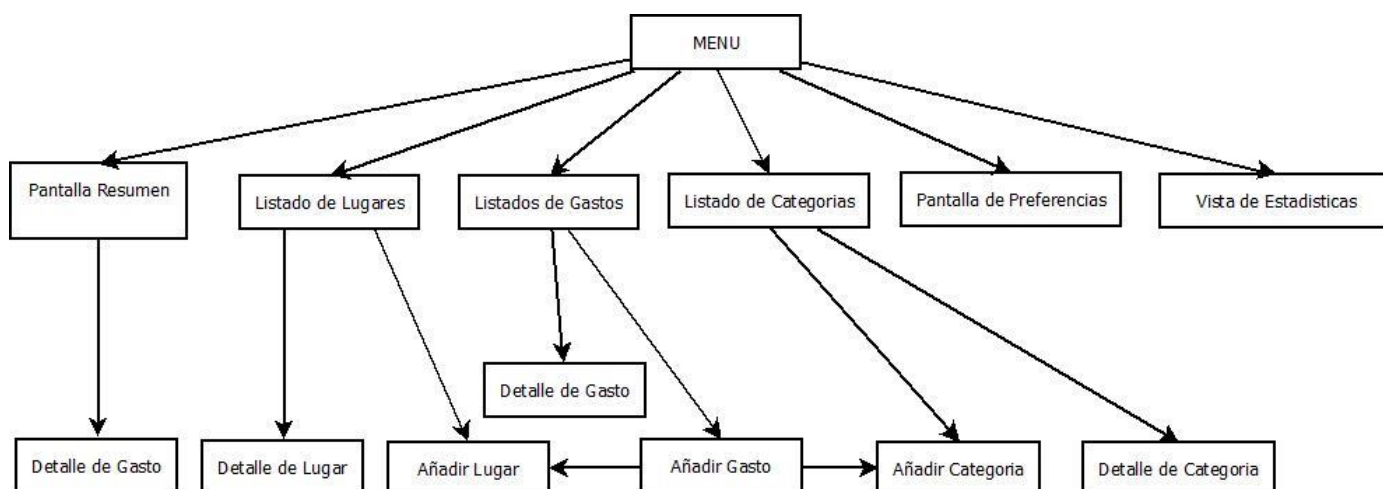 MENU
Pantalla Resumen
Listado de Lugares
Listados de Gastos
Listado de Categorias
Pantalla de Preferencias
Vista de Estadisticas
Detalle de Gasto
Detalle de Gasto
Detalle de Lugar
Añadir Lugar
Añadir Gasto
Añadir Categoria
Detalle de Categoria